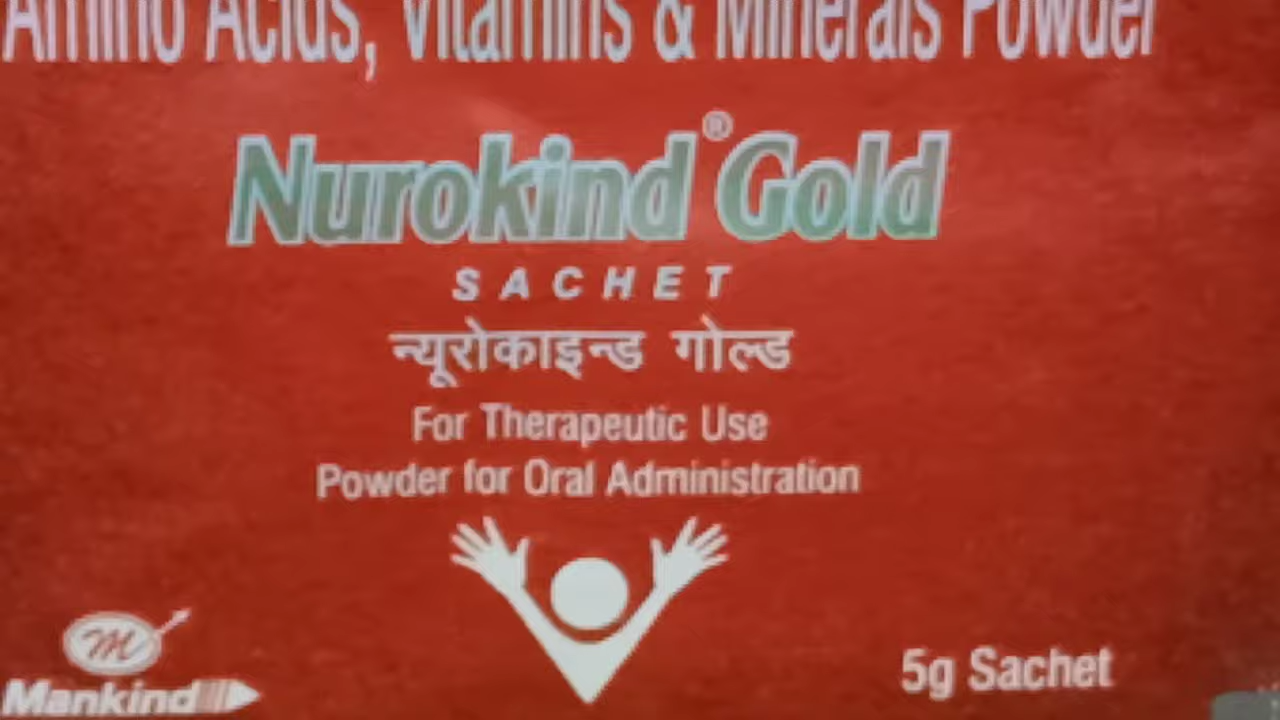 Amino Acids, Vitamins & Minerals Powder
Nurokind® Gold
SACHET
न्यूरोकाइन्ड गोल्ड
For Therapeutic Use
Powder for Oral Administration
M
Mankind
5g Sachet